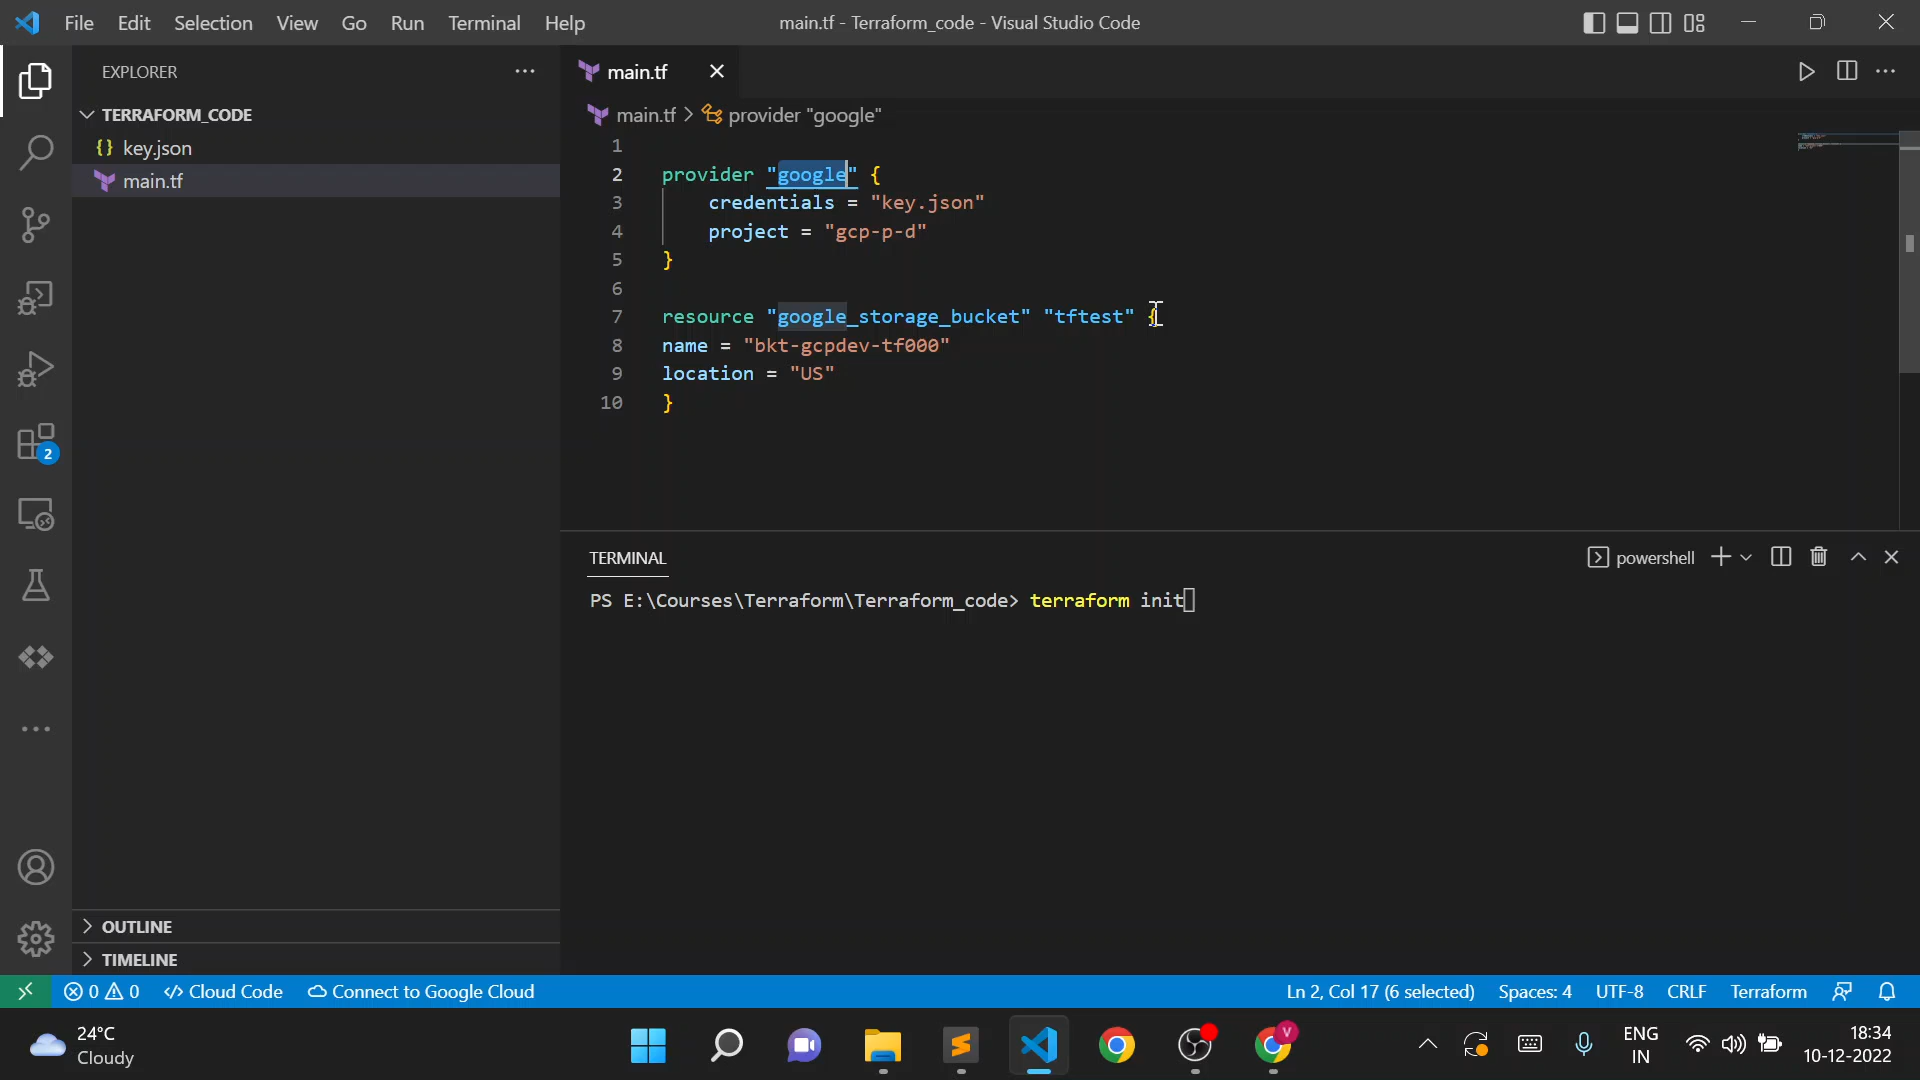 File Edit Selection View Go Run Terminal Help
main.tf - Terraform_code - Visual Studio Code
EXPLORER
TERRAFORM_CODE
{} key.json
main.tf
2
OUTLINE
TIMELINE
main.tf
main.tf > provider "google"
1
2 provider "google" {
3 credentials = "key.json"
4 project = "gcp-p-d"
5 }
6
7 resource "google_storage_bucket" "tftest" {
8 name = "bkt-gcpdev-tf000"
9 location = "US"
10 }
TERMINAL
powershell
PS E:\Courses\Terraform\Terraform_code> terraform init
0 0 Cloud Code Connect to Google Cloud
Ln 2, Col 17 (6 selected) Spaces: 4 UTF-8 CRLF Terraform
24°C
Cloudy
V
ENG
IN
18:34
10-12-2022